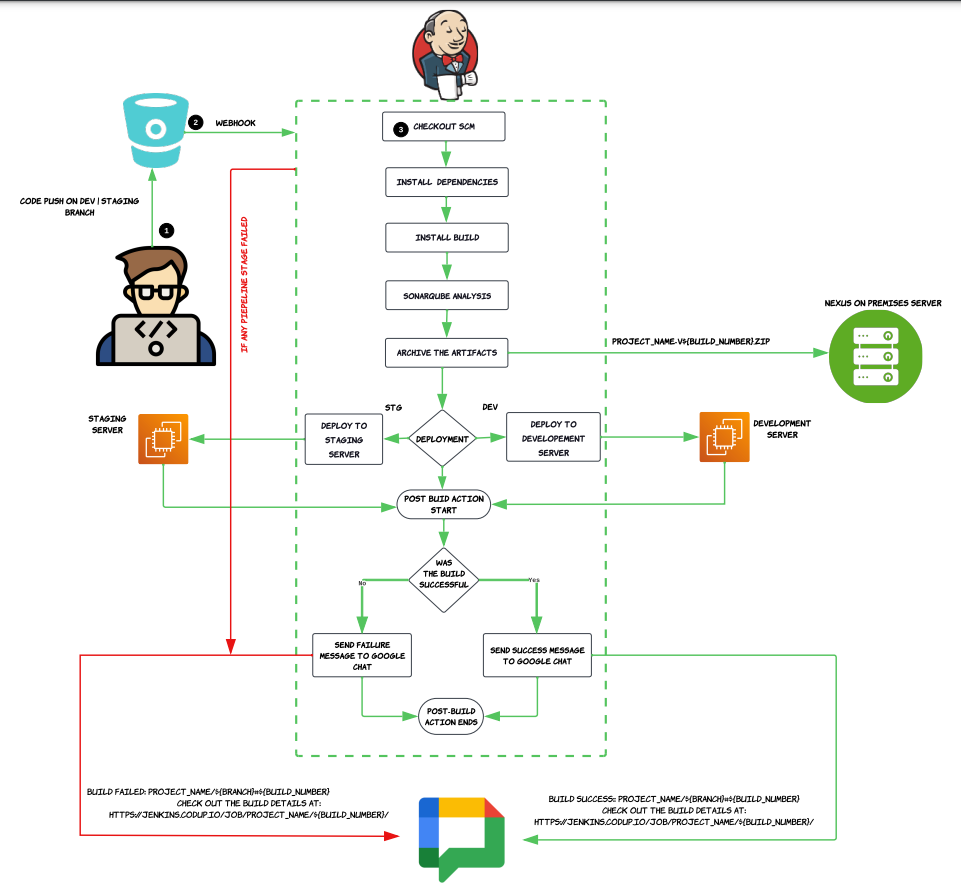 2
WEBHOOK
3
CHECKOUT SCM
CODE PUSH ON DEV | STAGING
BRANCH
1
INSTALL DEPENDENCIES
IF ANY PIEPELINE STAGE FAILED
INSTALL BUILD
SONARQUBE ANALYSIS
NEXUS ON PREMISES SERVER
ARCHIVE THE ARTIFACTS
PROJECT_NAME-V${BUILD_NUMBER}.ZIP
STAGING
SERVER
STG
DEV
DEPLOY TO
STAGING
SERVER
DEPLOYMENT
DEPLOY TO
DEVELOPEMENT
SERVER
DEVELOPMENT
SERVER
POST BUID ACTION
START
WAS
THE BUILD
SUCCESSFUL
No
Yes
SEND FAILURE
MESSAGE TO GOOGLE
CHAT
SEND SUCCESS MESSAGE
TO GOOGLE CHAT
POST-BUILD
ACTION ENDS
BUILD FAILED: PROJECT_NAME/${BRANCH}#${BUILD_NUMBER}
CHECK OUT THE BUILD DETAILS AT:
HTTPS://JENKINS.CODUP.IO/JOB/PROJECT_NAME/${BUILD_NUMBER}/
BUILD SUCCESS: PROJECT_NAME/${BRANCH}#${BUILD_NUMBER}
CHECK OUT THE BUILD DETAILS AT:
HTTPS://JENKINS.CODUP.IO/JOB/PROJECT_NAME/${BUILD_NUMBER}/